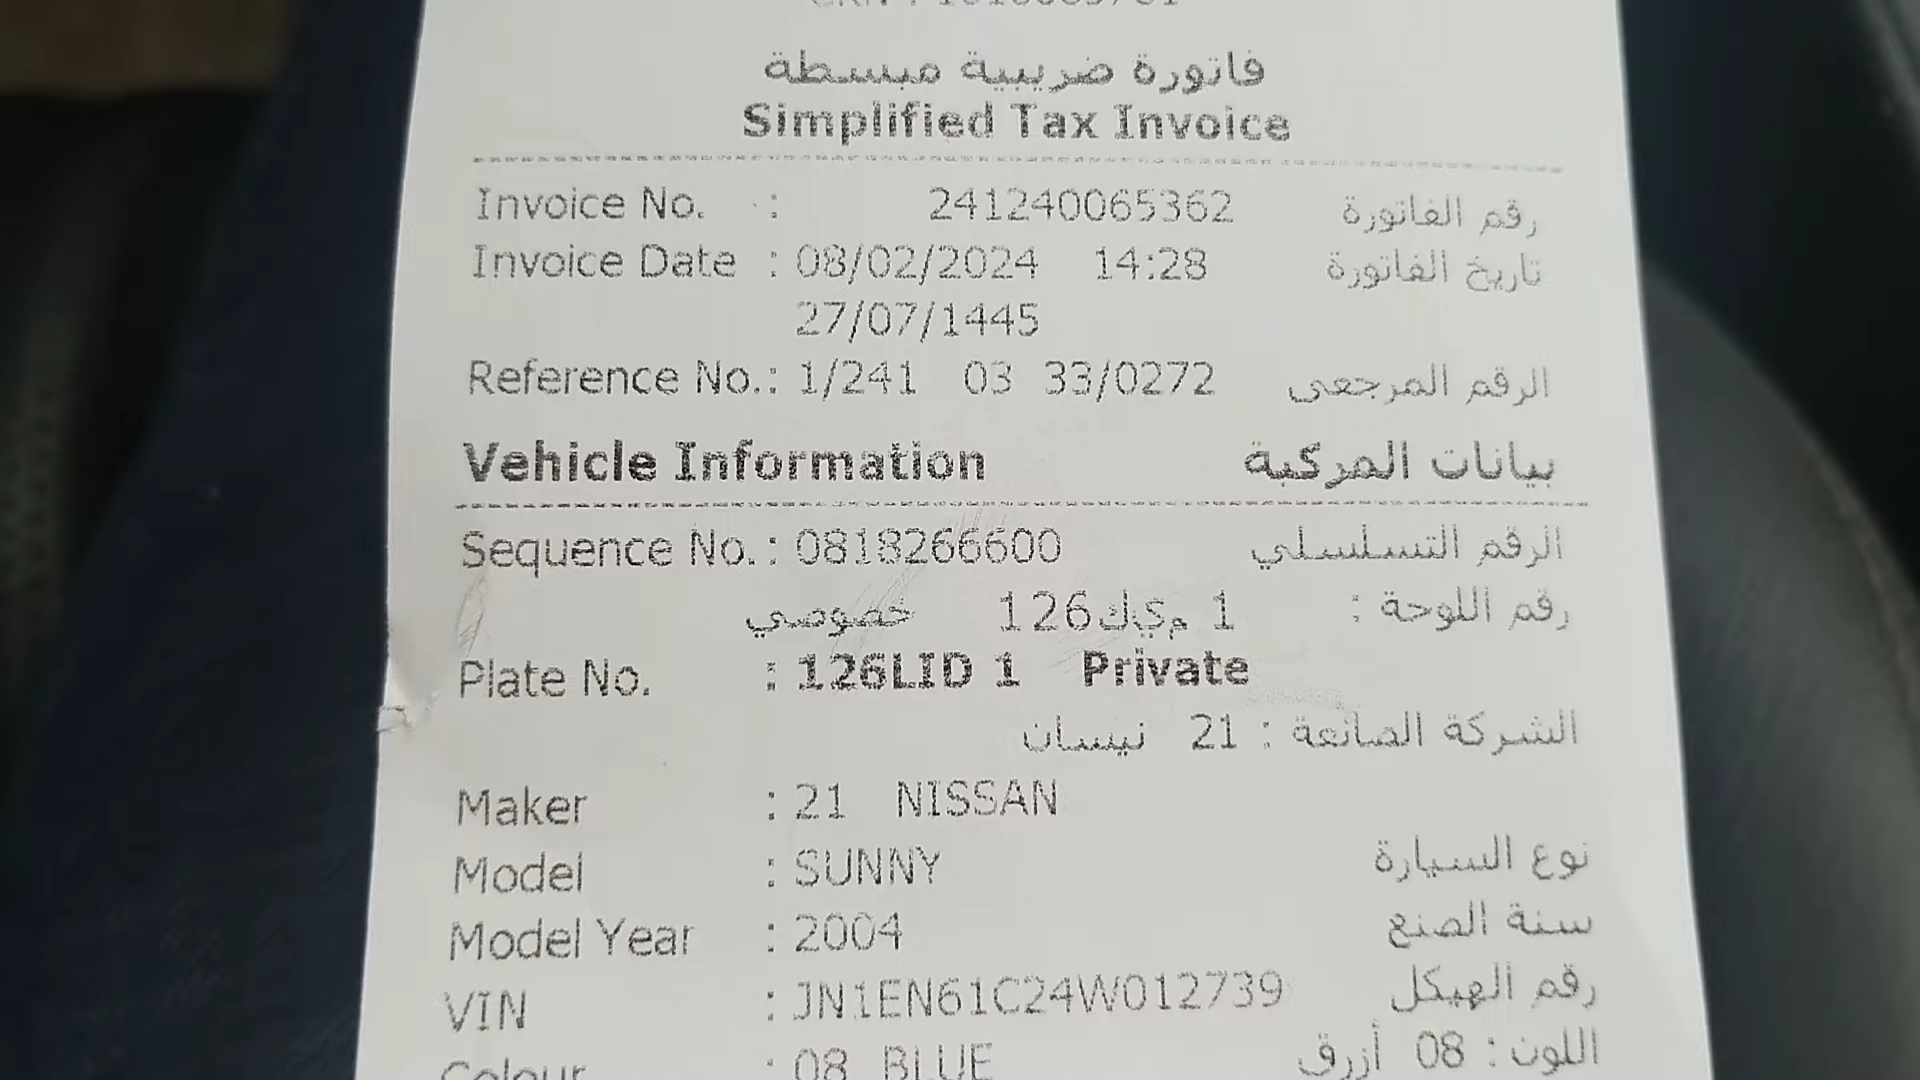 فاتورة ضريبية مبسطة
Simplified Tax Invoice
Invoice No. : 241240065362 رقم الفاتورة
Invoice Date : 08/02/2024 14:28 تاريخ الفاتورة
27/07/1445
Reference No.: 1/241 03 33/0272 الرقم المرجعى
Vehicle Information بيانات المركبة
Sequence No.: 0818266600 الرقم التسلسلي
رقم اللوحة : 1 م‌ي‌ك126 خصوصي
Plate No. : 126LID 1 Private
الشركة الصانعة : 21 نيسان
Maker : 21 NISSAN
Model : SUNNY نوع السيارة
Model Year : 2004 سنة الصنع
VIN : JN1EN61C24W012739 رقم الهيكل
Colour : 08 BLUE اللون : 08 أزرق